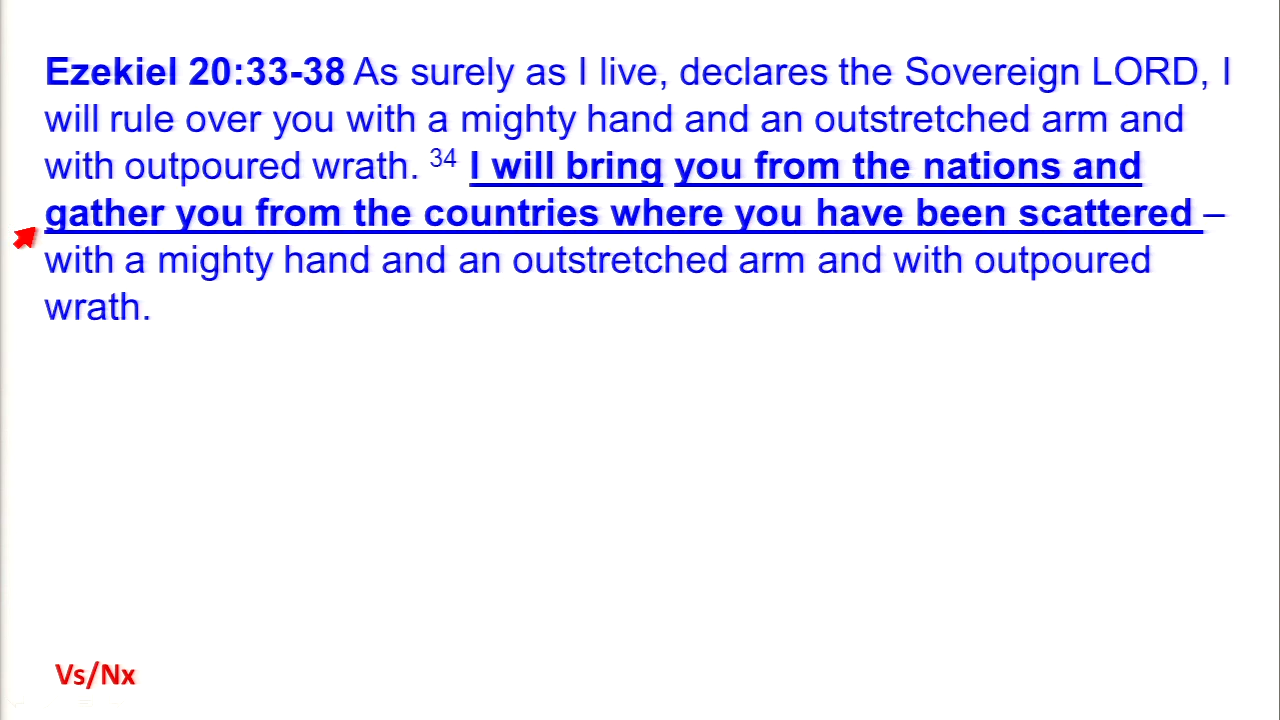 Ezekiel 20:33-38 As surely as I live, declares the Sovereign LORD, I
will rule over you with a mighty hand and an outstretched arm and
with outpoured wrath. 34 I will bring you from the nations and
gather you from the countries where you have been scattered –
with a mighty hand and an outstretched arm and with outpoured
wrath.
Vs/Nx